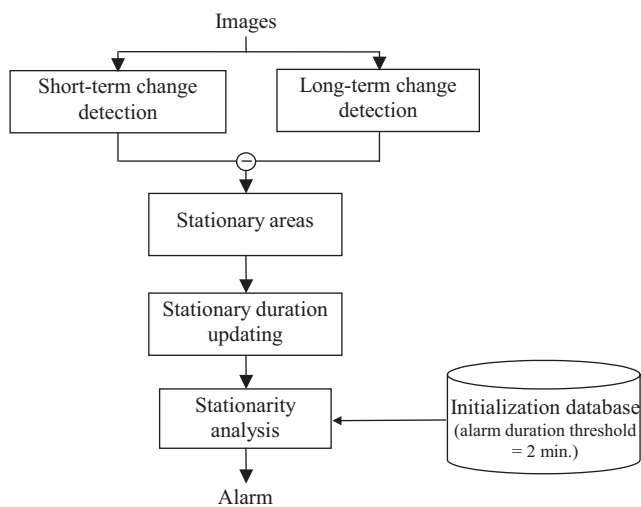 Images
Short-term change
detection
Long-term change
detection
−
Stationary areas
Stationary duration
updating
Stationarity
analysis
Initialization database
(alarm duration threshold
= 2 min.)
Alarm